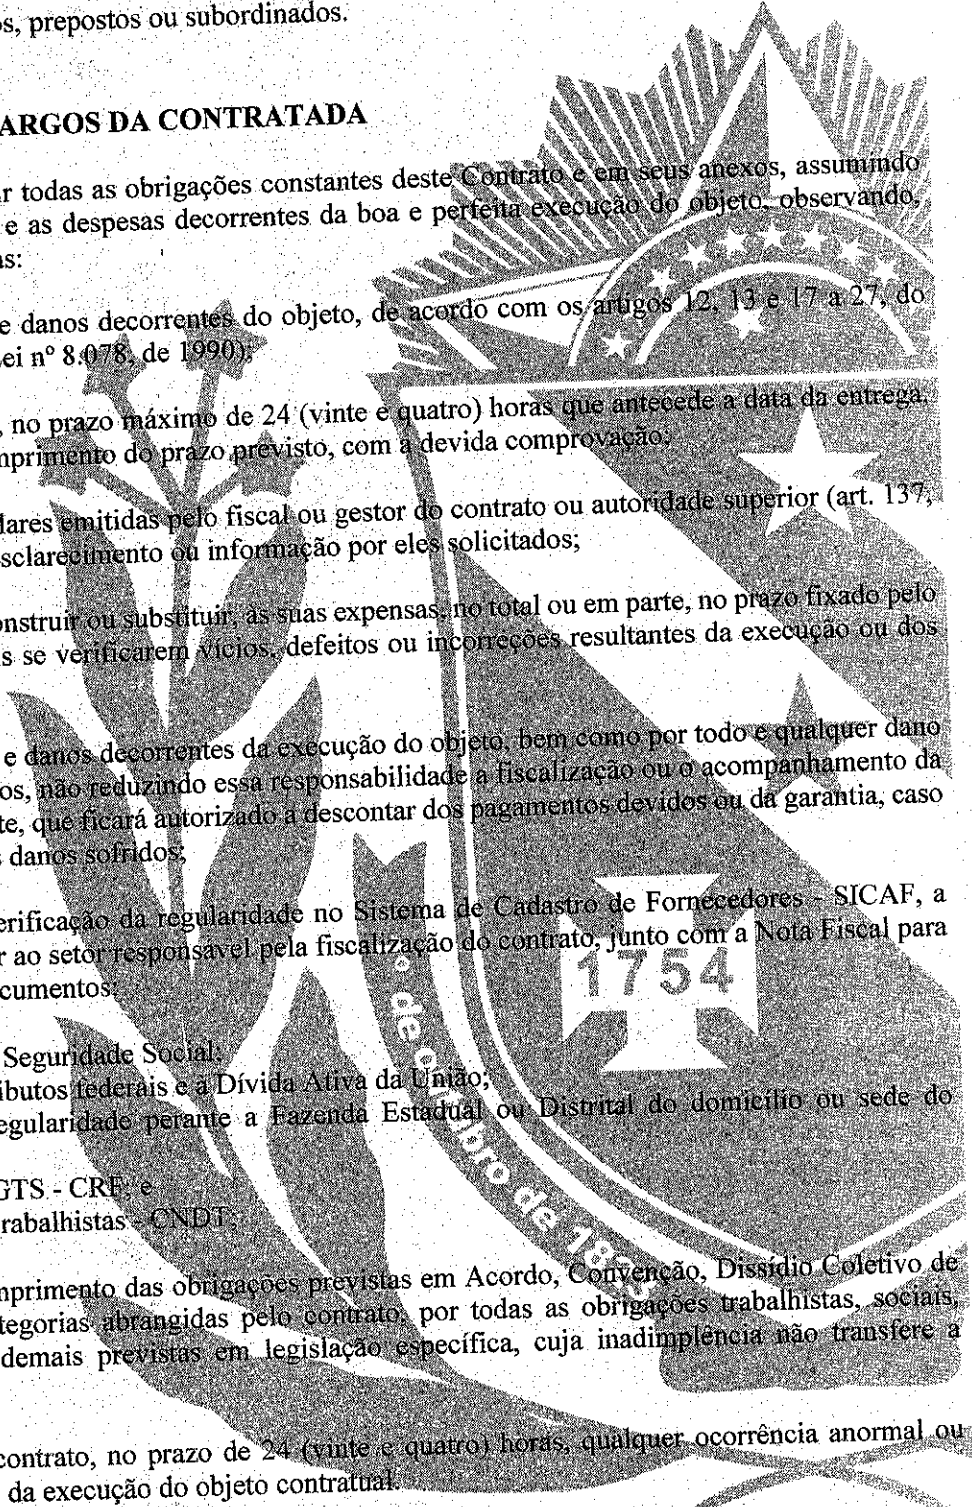 os, prepostos ou subordinados.
ARGOS DA CONTRATADA
ar todas as obrigações constantes deste Contrato e em seus anexos, assumindo
e as despesas decorrentes da boa e perfeita execução do objeto, observando,
as:
e danos decorrentes do objeto, de acordo com os artigos 12, 13 e 17 a 27, do
Lei nº 8.078, de 1990);
, no prazo máximo de 24 (vinte e quatro) horas que antecede a data da entrega,
mprimento do prazo previsto, com a devida comprovação;
lares emitidas pelo fiscal ou gestor do contrato ou autoridade superior (art. 137,
esclarecimento ou informação por eles solicitados;
onstruir ou substituir, às suas expensas, no total ou em parte, no prazo fixado pelo
is se verificarem vícios, defeitos ou incorreções resultantes da execução ou dos
e danos decorrentes da execução do objeto, bem como por todo e qualquer dano
os, não reduzindo essa responsabilidade a fiscalização ou o acompanhamento da
te, que ficará autorizado a descontar dos pagamentos devidos ou da garantia, caso
s danos sofridos;
erificação da regularidade no Sistema de Cadastro de Fornecedores - SICAF, a
r ao setor responsável pela fiscalização do contrato, junto com a Nota Fiscal para
cumentos:
1754
Seguridade Social;
ibutos federais e à Dívida Ativa da União;
egularidade perante a Fazenda Estadual ou Distrital do domicílio ou sede do
GTS - CRF; e
rabalhistas - CNDT;
o de outubro de 1895
mprimento das obrigações previstas em Acordo, Convenção, Dissídio Coletivo de
tegorias abrangidas pelo contrato, por todas as obrigações trabalhistas, sociais,
demais previstas em legislação específica, cuja inadimplência não transfere a
contrato, no prazo de 24 (vinte e quatro) horas, qualquer ocorrência anormal ou
da execução do objeto contratual.